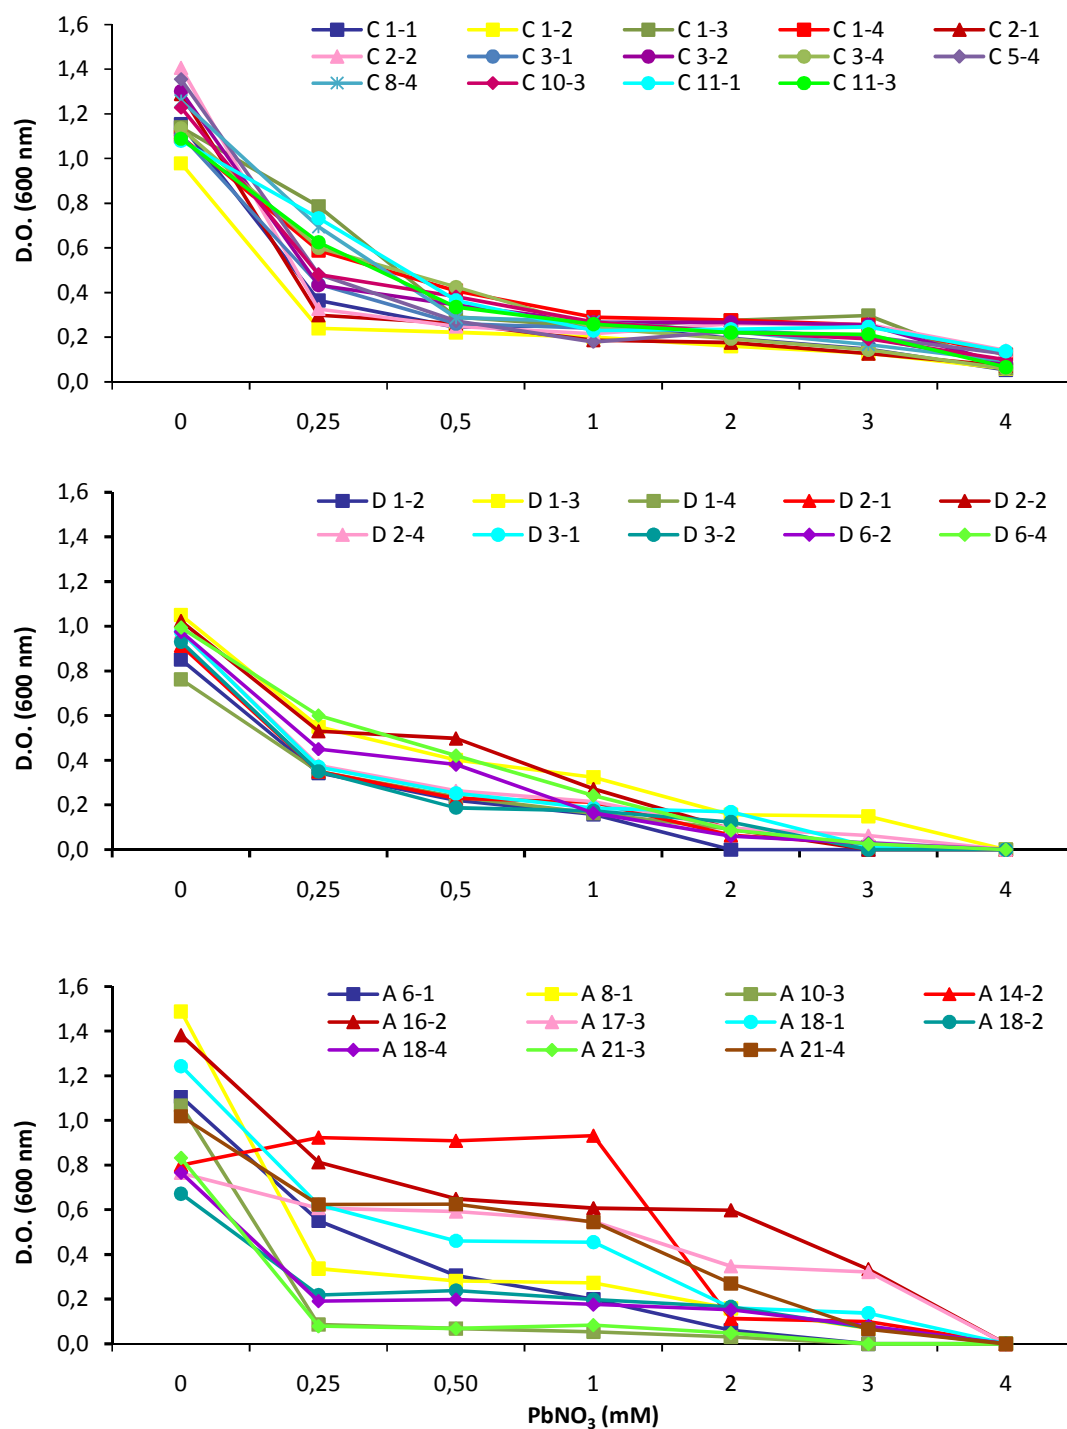 1,6
C 1-1 C 1-2 C 1-3 C 1-4 C 2-1
C 2-2 C 3-1 C 3-2 C 3-4 C 5-4
C 8-4 C 10-3 C 11-1 C 11-3
1,4
1,2
1,0
0,8
0,6
0,4
0,2
0,0
D.O. (600 nm)
0 0,25 0,5 1 2 3 4
1,6
D 1-2 D 1-3 D 1-4 D 2-1 D 2-2
D 2-4 D 3-1 D 3-2 D 6-2 D 6-4
1,4
1,2
1,0
0,8
0,6
0,4
0,2
0,0
D.O. (600 nm)
0 0,25 0,5 1 2 3 4
1,6
A 6-1 A 8-1 A 10-3 A 14-2
A 16-2 A 17-3 A 18-1 A 18-2
A 18-4 A 21-3 A 21-4
1,4
1,2
1,0
0,8
0,6
0,4
0,2
0,0
D.O. (600 nm)
0 0,25 0,50 1 2 3 4
PbNO₃ (mM)